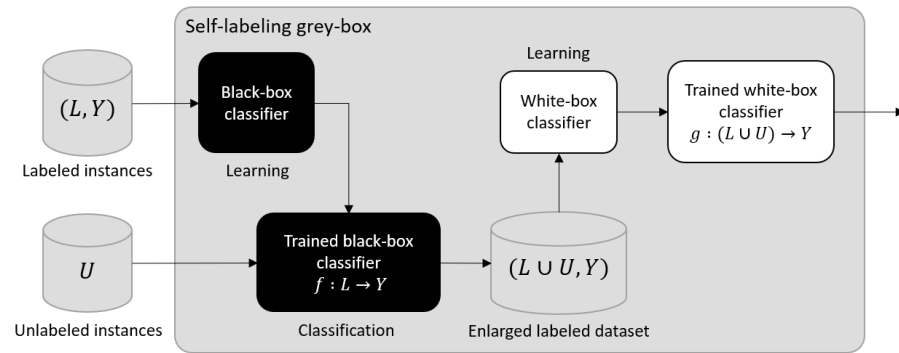 Self-labeling grey-box
(L, Y)
Labeled instances
Black-box
classifier
Learning
Learning
White-box
classifier
Trained white-box
classifier
g : (L ∪ U) → Y
U
Unlabeled instances
Trained black-box
classifier
f : L → Y
Classification
(L ∪ U, Y)
Enlarged labeled dataset